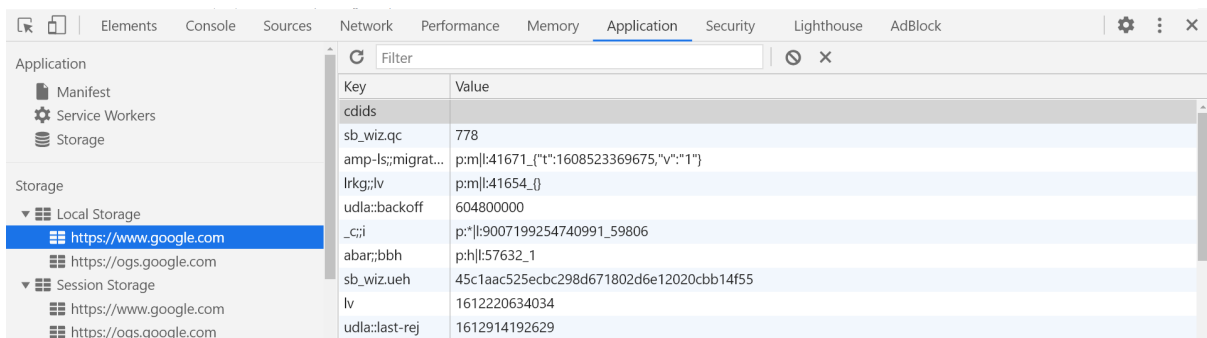 Elements Console Sources Network Performance Memory Application Security Lighthouse AdBlock
Application
Manifest
Service Workers
Storage
Storage
Local Storage
https://www.google.com
https://ogs.google.com
Session Storage
https://www.google.com
https://ogs.google.com
Filter
Key Value
cdids
sb_wiz.qc 778
amp-ls;;migrat... p:m|l:41671_{"t":1608523369675,"v":"1"}
lrkg;;lv p:m|l:41654_{}
udla::backoff 604800000
_c;;i p:*|l:9007199254740991_59806
abar;;bbh p:h|l:57632_1
sb_wiz.ueh 45c1aac525ecbc298d671802d6e12020cbb14f55
lv 1612220634034
udla::last-rej 1612914192629